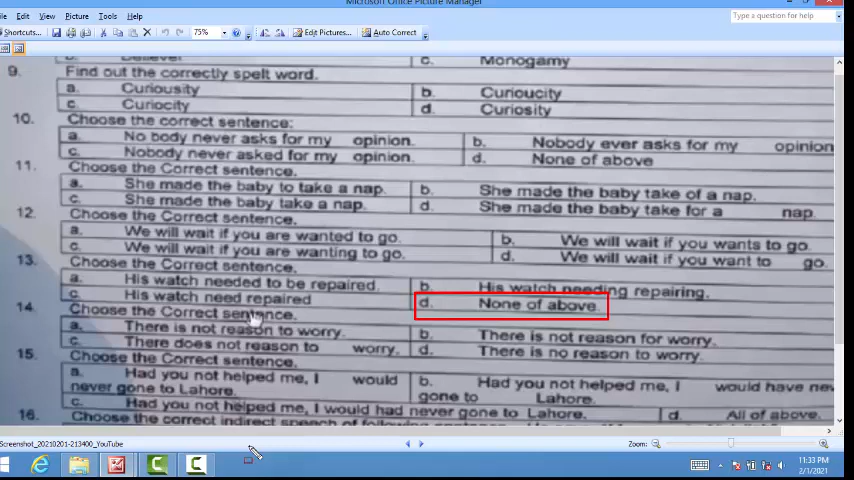 Microsoft Office Picture Manager
File Edit View Picture Tools Help Type a question for help
Shortcuts... 75% Edit Pictures... Auto Correct
c. Monogamy
9. Find out the correctly spelt word.
a. Curiousity b. Curioucity
c. Curiocity d. Curiosity
10. Choose the correct sentence:
a. No body never asks for my opinion. b. Nobody ever asks for my opinion
c. Nobody never asked for my opinion. d. None of above
11. Choose the Correct sentence.
a. She made the baby to take a nap. b. She made the baby take of a nap.
c. She made the baby take a nap. d. She made the baby take for a nap.
12. Choose the Correct sentence.
a. We will wait if you are wanted to go. b. We will wait if you wants to go.
c. We will wait if you are wanting to go. d. We will wait if you want to go.
13. Choose the Correct sentence.
a. His watch needed to be repaired. b. His watch needing repairing.
c. His watch need repaired d. None of above.
14. Choose the Correct sentence.
a. There is not reason to worry. b. There is not reason for worry.
c. There does not reason to worry. d. There is no reason to worry.
15. Choose the Correct sentence.
a. Had you not helped me, I would b. Had you not helped me, I would have nev
never gone to Lahore. gone to Lahore.
c. Had you not helped me, I would had never gone to Lahore. d. All of above.
16. Choose the correct indirect speech of following sentence.
Screenshot_20210201-213400_YouTube Zoom:
11:33 PM
2/1/2021